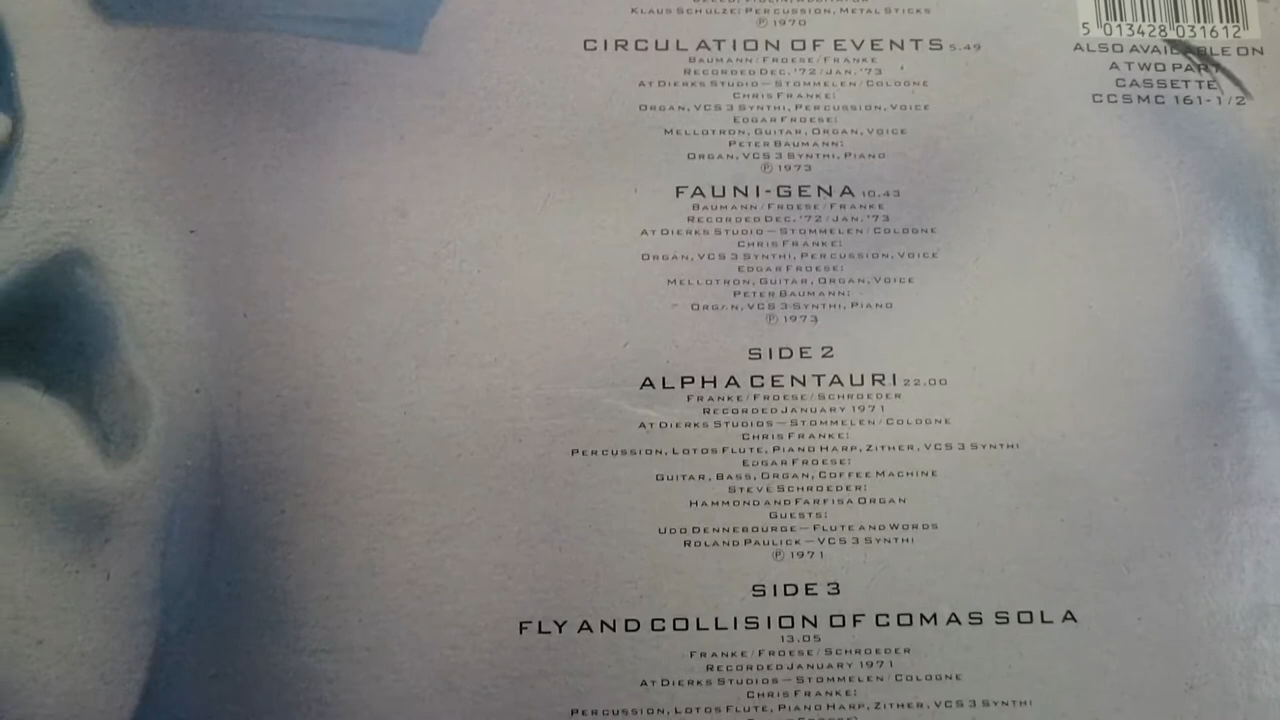 KLAUS SCHULZE: PERCUSSION, METAL STICKS
℗ 1970
CIRCULATION OF EVENTS 5.49
BAUMANN/FROESE/FRANKE
RECORDED DEC. '72/JAN. '73
AT DIERKS STUDIO – STOMMELEN/COLOGNE
CHRIS FRANKE:
ORGAN, VCS 3 SYNTHI, PERCUSSION, VOICE
EDGAR FROESE:
MELLOTRON, GUITAR, ORGAN, VOICE
PETER BAUMANN:
ORGAN, VCS 3 SYNTHI, PIANO
℗ 1973
FAUNI-GENA 10.43
BAUMANN/FROESE/FRANKE
RECORDED DEC. '72/JAN. '73
AT DIERKS STUDIO – STOMMELEN/COLOGNE
CHRIS FRANKE:
ORGAN, VCS 3 SYNTHI, PERCUSSION, VOICE
EDGAR FROESE:
MELLOTRON, GUITAR, ORGAN, VOICE
PETER BAUMANN:
ORGAN, VCS 3 SYNTHI, PIANO
℗ 1973
SIDE 2
ALPHA CENTAURI 22.00
FRANKE/FROESE/SCHROEDER
RECORDED JANUARY 1971
AT DIERKS STUDIOS – STOMMELEN/COLOGNE
CHRIS FRANKE:
PERCUSSION, LOTOS FLUTE, PIANO HARP, ZITHER, VCS 3 SYNTHI
EDGAR FROESE:
GUITAR, BASS, ORGAN, COFFEE MACHINE
STEVE SCHROEDER:
HAMMOND AND FARFISA ORGAN
GUESTS:
UDO DENNEBOURGE – FLUTE AND WORDS
ROLAND PAULICK – VCS 3 SYNTHI
℗ 1971
SIDE 3
FLY AND COLLISION OF COMAS SOLA
13.05
FRANKE/FROESE/SCHROEDER
RECORDED JANUARY 1971
AT DIERKS STUDIOS – STOMMELEN/COLOGNE
CHRIS FRANKE:
PERCUSSION, LOTOS FLUTE, PIANO HARP, ZITHER, VCS 3 SYNTHI
5 013428 031612
ALSO AVAILABLE ON
A TWO PART
CASSETTE
CCSMC 161-1/2